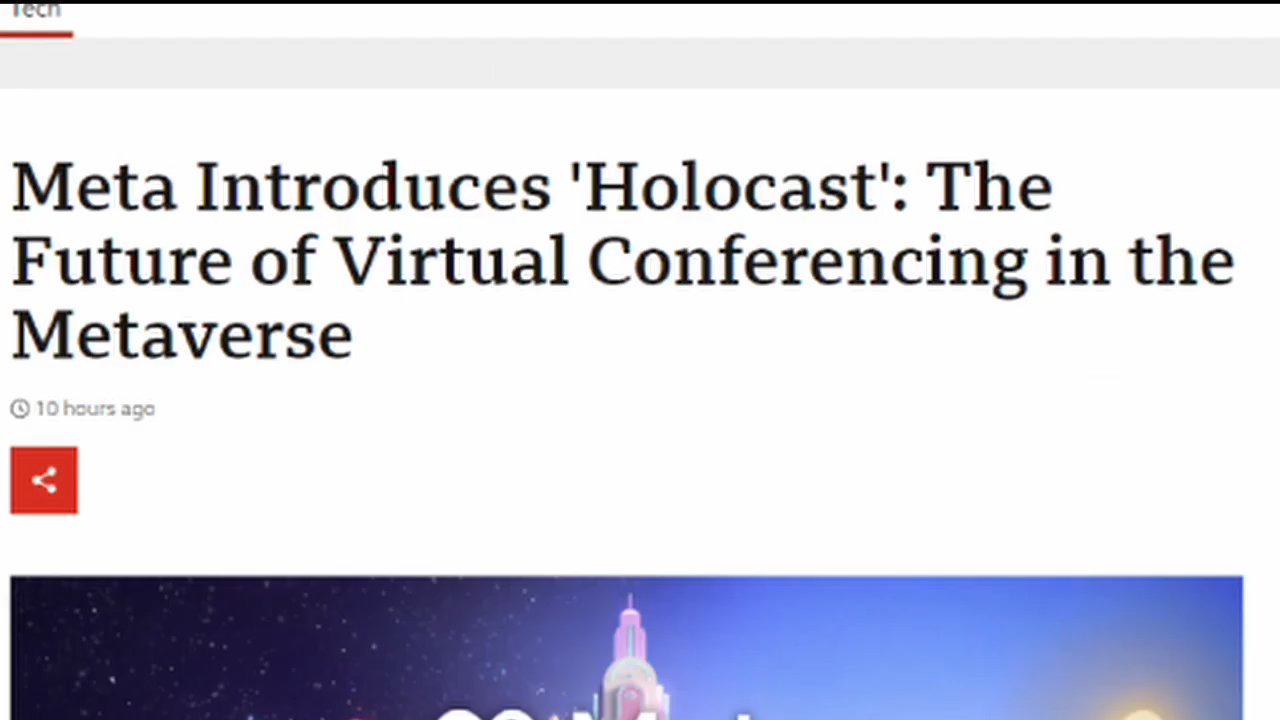 Tech
Meta Introduces 'Holocast': The
Future of Virtual Conferencing in the
Metaverse
10 hours ago